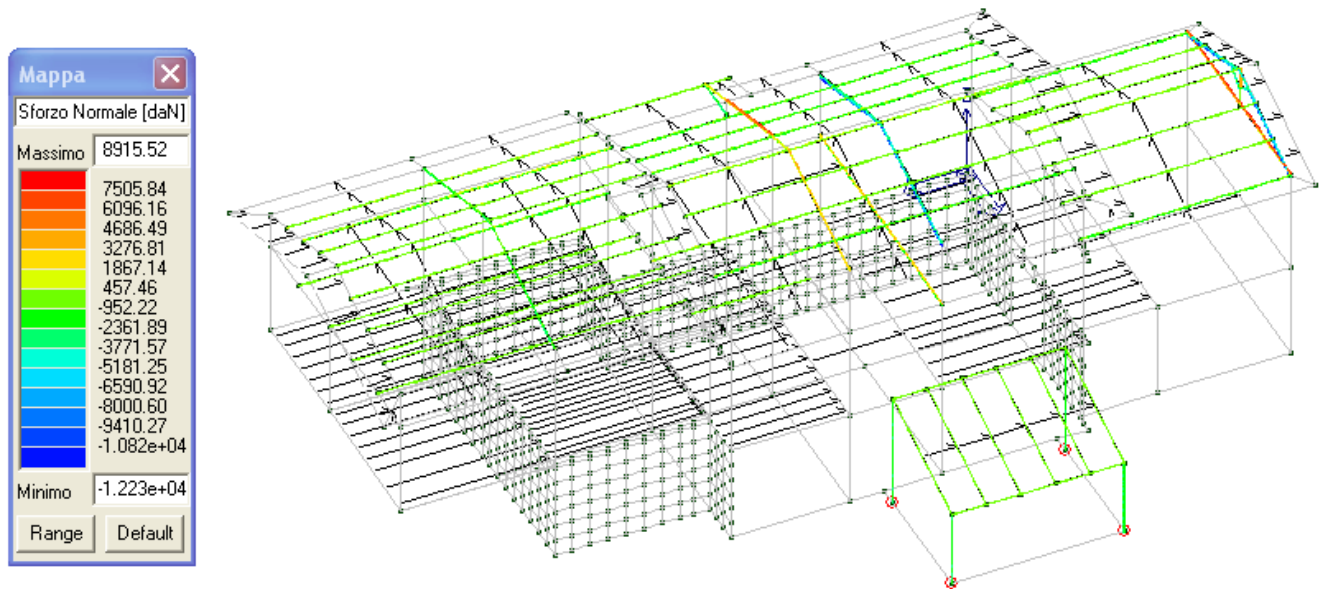 Mappa
Sforzo Normale [daN]
Massimo 8915.52
7505.84
6096.16
4686.49
3276.81
1867.14
457.46
-952.22
-2361.89
-3771.57
-5181.25
-6590.92
-8000.60
-9410.27
-1.082e+04
Minimo -1.223e+04
Range Default